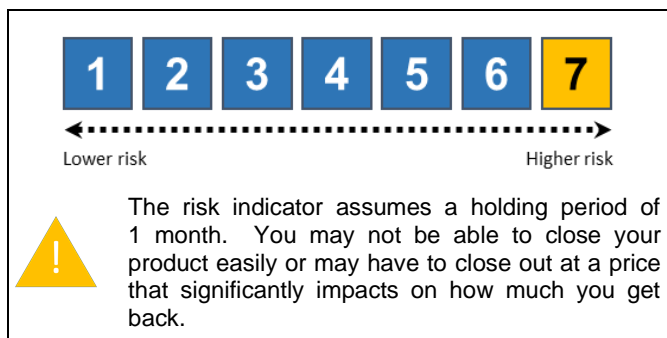 1 2 3 4 5 6 7
Lower risk Higher risk
The risk indicator assumes a holding period of
1 month. You may not be able to close your
! product easily or may have to close out at a price
that significantly impacts on how much you get
back.